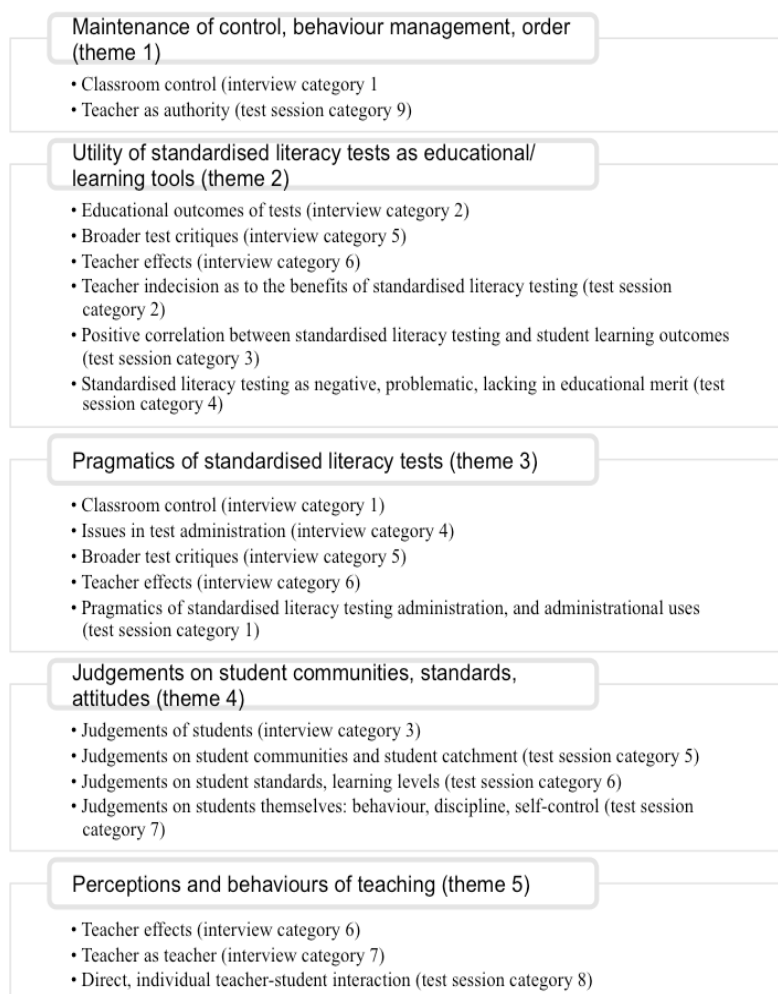 Maintenance of control, behaviour management, order
(theme 1)
• Classroom control (interview category 1
• Teacher as authority (test session category 9)
Utility of standardised literacy tests as educational/
learning tools (theme 2)
• Educational outcomes of tests (interview category 2)
• Broader test critiques (interview category 5)
• Teacher effects (interview category 6)
• Teacher indecision as to the benefits of standardised literacy testing (test session
category 2)
• Positive correlation between standardised literacy testing and student learning outcomes
(test session category 3)
• Standardised literacy testing as negative, problematic, lacking in educational merit (test
session category 4)
Pragmatics of standardised literacy tests (theme 3)
• Classroom control (interview category 1)
• Issues in test administration (interview category 4)
• Broader test critiques (interview category 5)
• Teacher effects (interview category 6)
• Pragmatics of standardised literacy testing administration, and administrational uses
(test session category 1)
Judgements on student communities, standards,
attitudes (theme 4)
• Judgements of students (interview category 3)
• Judgements on student communities and student catchment (test session category 5)
• Judgements on student standards, learning levels (test session category 6)
• Judgements on students themselves: behaviour, discipline, self-control (test session
category 7)
Perceptions and behaviours of teaching (theme 5)
• Teacher effects (interview category 6)
• Teacher as teacher (interview category 7)
• Direct, individual teacher-student interaction (test session category 8)